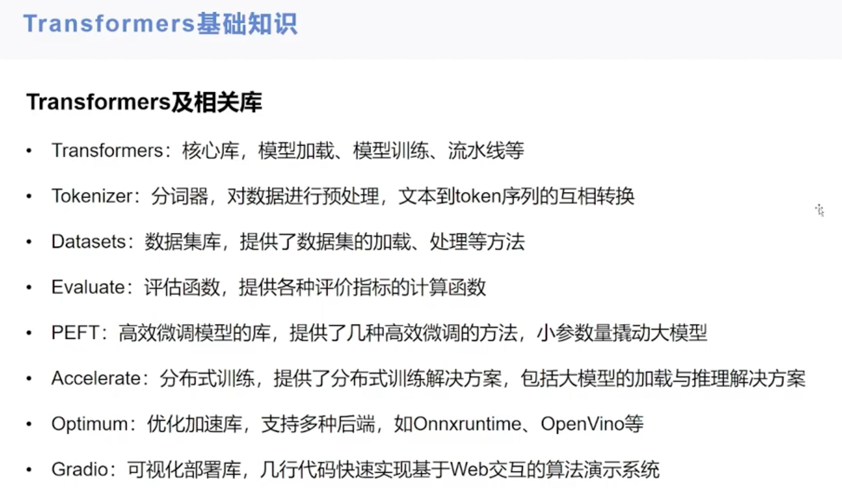 Transformers基础知识
Transformers及相关库
• Transformers：核心库，模型加载、模型训练、流水线等
• Tokenizer：分词器，对数据进行预处理，文本到token序列的互相转换
• Datasets：数据集库，提供了数据集的加载、处理等方法
• Evaluate：评估函数，提供各种评价指标的计算函数
• PEFT：高效微调模型的库，提供了几种高效微调的方法，小参数量撬动大模型
• Accelerate：分布式训练，提供了分布式训练解决方案，包括大模型的加载与推理解决方案
• Optimum：优化加速库，支持多种后端，如Onnxruntime、OpenVino等
• Gradio：可视化部署库，几行代码快速实现基于Web交互的算法演示系统